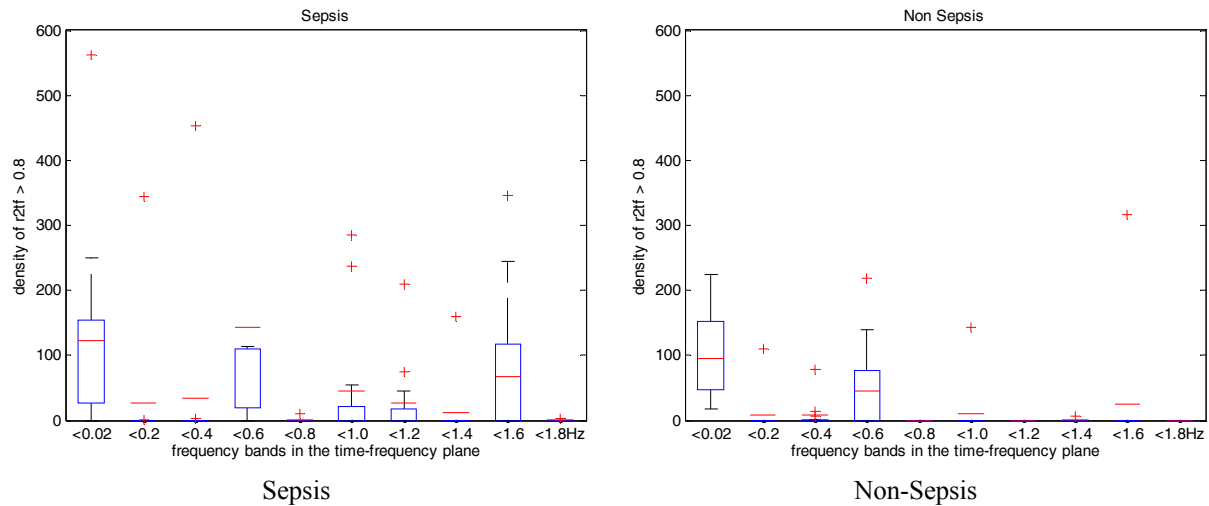 Sepsis
600
500
400
300
200
100
0
density of r2tf > 0.8
<0.02 <0.2 <0.4 <0.6 <0.8 <1.0 <1.2 <1.4 <1.6 <1.8Hz
frequency bands in the time-frequency plane
Sepsis
Non Sepsis
600
500
400
300
200
100
0
density of r2tf > 0.8
<0.02 <0.2 <0.4 <0.6 <0.8 <1.0 <1.2 <1.4 <1.6 <1.8Hz
frequency bands in the time-frequency plane
Non-Sepsis